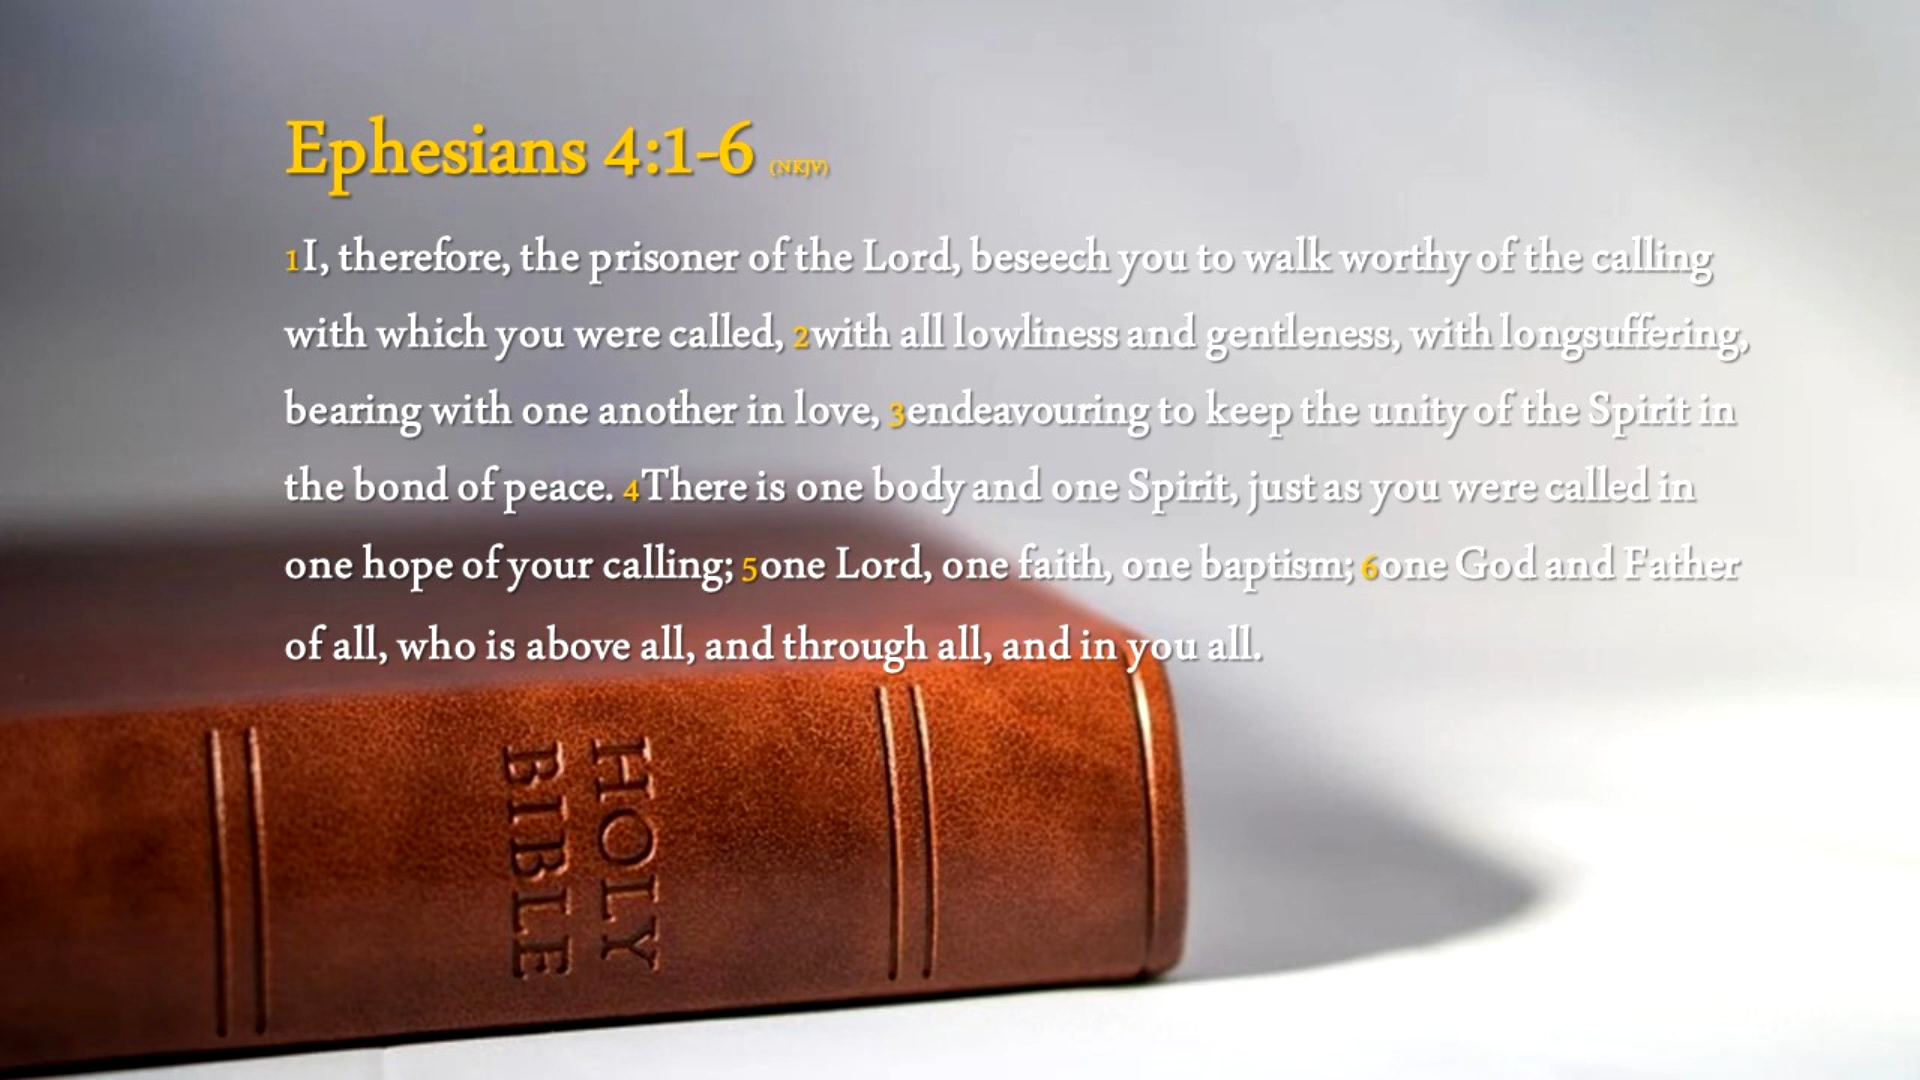 Ephesians 4:1-6 (NKJV)
1I, therefore, the prisoner of the Lord, beseech you to walk worthy of the calling
with which you were called, 2with all lowliness and gentleness, with longsuffering,
bearing with one another in love, 3endeavouring to keep the unity of the Spirit in
the bond of peace. 4There is one body and one Spirit, just as you were called in
one hope of your calling; 5one Lord, one faith, one baptism; 6one God and Father
of all, who is above all, and through all, and in you all.
HOLY
BIBLE